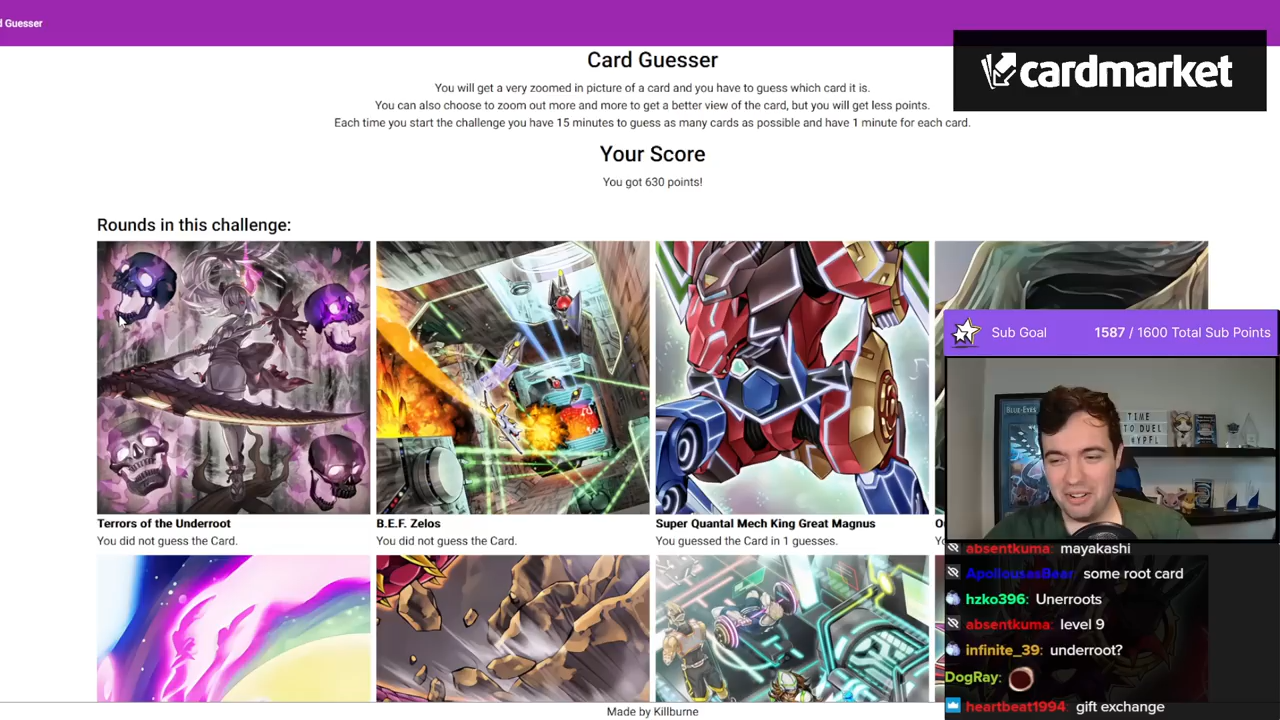 d Guesser
cardmarket
Card Guesser
You will get a very zoomed in picture of a card and you have to guess which card it is.
You can also choose to zoom out more and more to get a better view of the card, but you will get less points.
Each time you start the challenge you have 15 minutes to guess as many cards as possible and have 1 minute for each card.
Your Score
You got 630 points!
Rounds in this challenge:
Sub Goal 1587 / 1600 Total Sub Points
BLUE-EYES
TIME
TO DUEL
@YPFL
Terrors of the Underroot
You did not guess the Card.
B.E.F. Zelos
You did not guess the Card.
Super Quantal Mech King Great Magnus
You guessed the Card in 1 guesses.
absentkuma: mayakashi
ApollousasBear: some root card
hzko396: Unerroots
absentkuma: level 9
infinite_39: underroot?
DogRay:
heartbeat1994: gift exchange
Made by Killburne